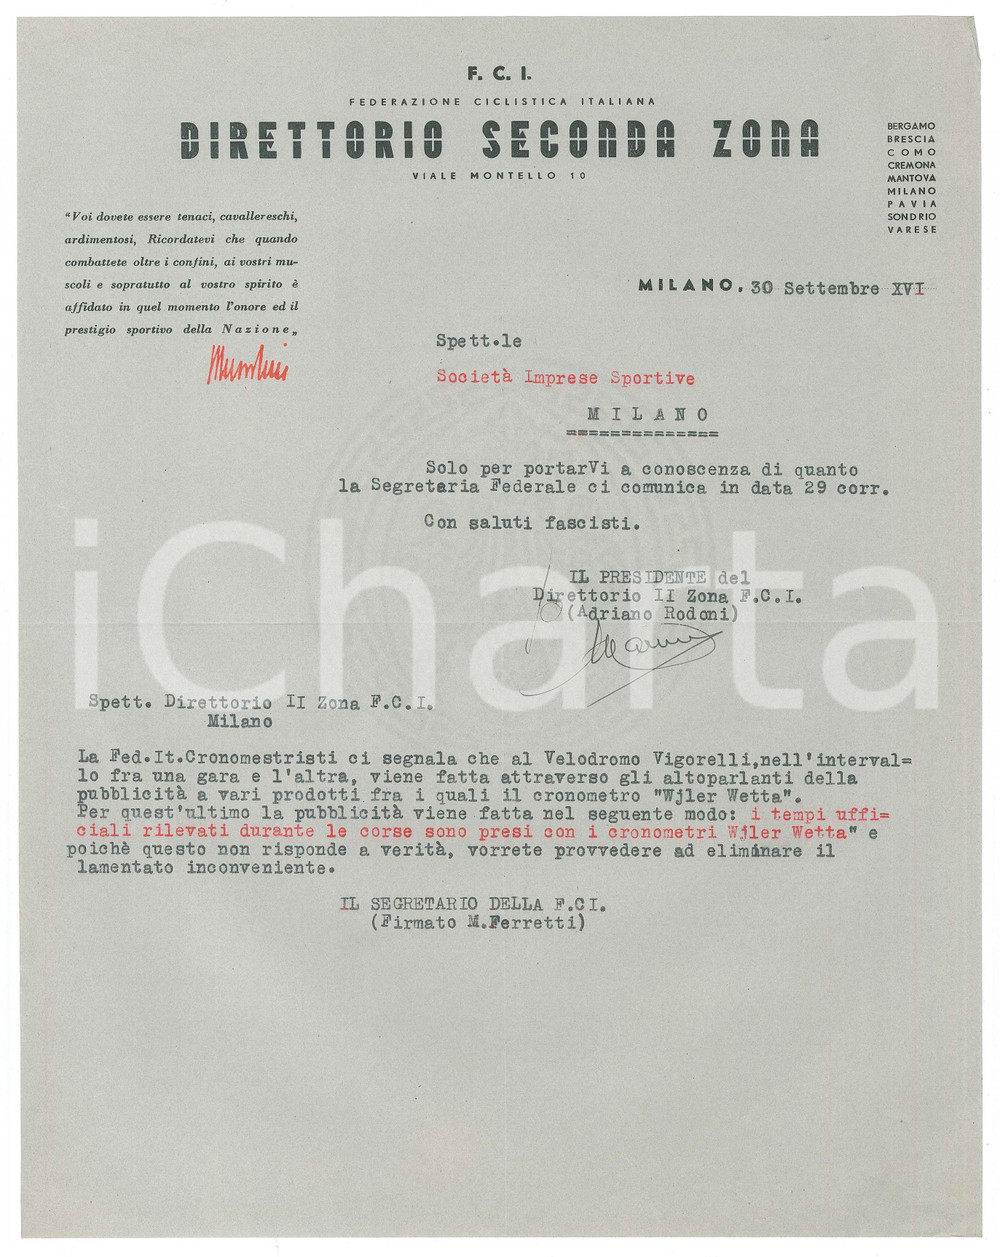 F. C. I.
FEDERAZIONE CICLISTICA ITALIANA
DIRETTORIO SECONDA ZONA
VIALE MONTELLO 10
BERGAMO
BRESCIA
COMO
CREMONA
MANTOVA
MILANO
PAVIA
SONDRIO
VARESE
"Voi dovete essere tenaci, cavallereschi,
ardimentosi, Ricordatevi che quando
combattete oltre i confini, ai vostri mu-
scoli e sopratutto al vostro spirito è
affidato in quel momento l'onore ed il
prestigio sportivo della Nazione„
Mussolini
MILANO, 30 Settembre XVI
Spett.le
Società Imprese Sportive
M I L A N O
==============
Solo per portarVi a conoscenza di quanto
la Segretaria Federale ci comunica in data 29 corr.
Con saluti fascisti.
IL PRESIDENTE del
Direttorio II Zona F.C.I.
(Adriano Rodoni)
iCharta
Spett. Direttorio II Zona F.C.I.
Milano
La Fed.It.Cronomestristi ci segnala che al Velodromo Vigorelli,nell'interval=
lo fra una gara e l'altra, viene fatta attraverso gli altoparlanti della
pubblicità a vari prodotti fra i quali il cronometro "Wjler Wetta".
Per quest'ultimo la pubblicità viene fatta nel seguente modo: i tempi uffi=
ciali rilevati durante le corse sono presi con i cronometri Wjler Wetta" e
poichè questo non risponde a verità, vorrete provvedere ad eliminare il
lamentato inconveniente.
IL SEGRETARIO DELLA F.CI.
(Firmato M.Ferretti)